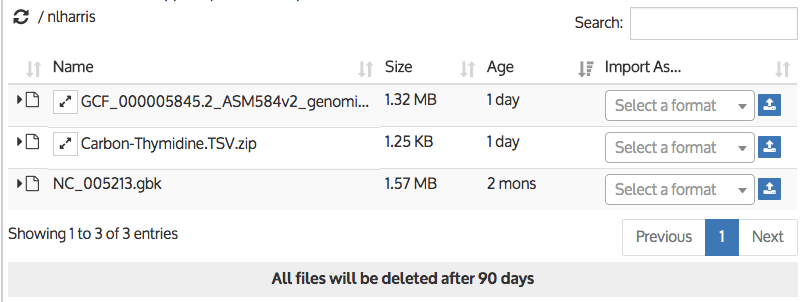 / nlharris
Search:
Name Size Age Import As...
GCF_000005845.2_ASM584v2_genomi... 1.32 MB 1 day Select a format
Carbon-Thymidine.TSV.zip 1.25 KB 1 day Select a format
NC_005213.gbk 1.57 MB 2 mons Select a format
Showing 1 to 3 of 3 entries
Previous 1 Next
All files will be deleted after 90 days